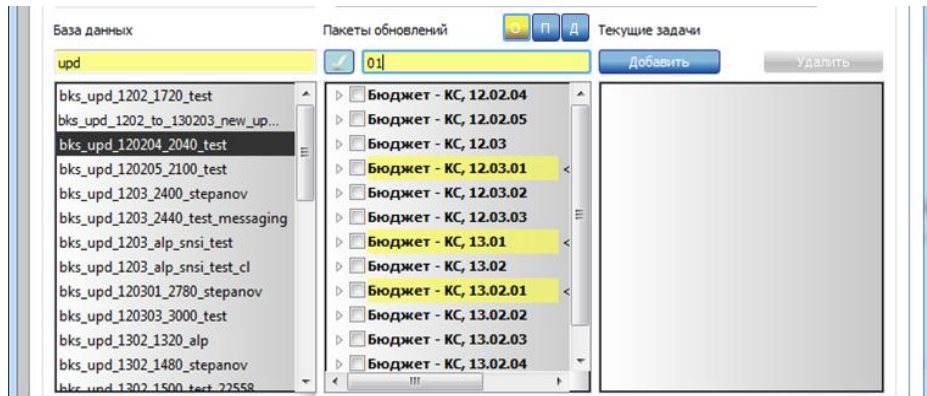 База данных
Пакеты обновлений
О П Д
Текущие задачи
upd
01
Добавить
Удалить
bks_upd_1202_1720_test
bks_upd_1202_to_130203_new_up...
bks_upd_120204_2040_test
bks_upd_120205_2100_test
bks_upd_1203_2400_stepanov
bks_upd_1203_2440_test_messaging
bks_upd_1203_alp_snsi_test
bks_upd_1203_alp_snsi_test_cl
bks_upd_120301_2780_stepanov
bks_upd_120303_3000_test
bks_upd_1302_1320_alp
bks_upd_1302_1480_stepanov
bks_upd_1302_1500_test_22558
Бюджет - КС, 12.02.04
Бюджет - КС, 12.02.05
Бюджет - КС, 12.03
Бюджет - КС, 12.03.01 <
Бюджет - КС, 12.03.02
Бюджет - КС, 12.03.03
Бюджет - КС, 13.01 <
Бюджет - КС, 13.02
Бюджет - КС, 13.02.01 <
Бюджет - КС, 13.02.02
Бюджет - КС, 13.02.03
Бюджет - КС, 13.02.04